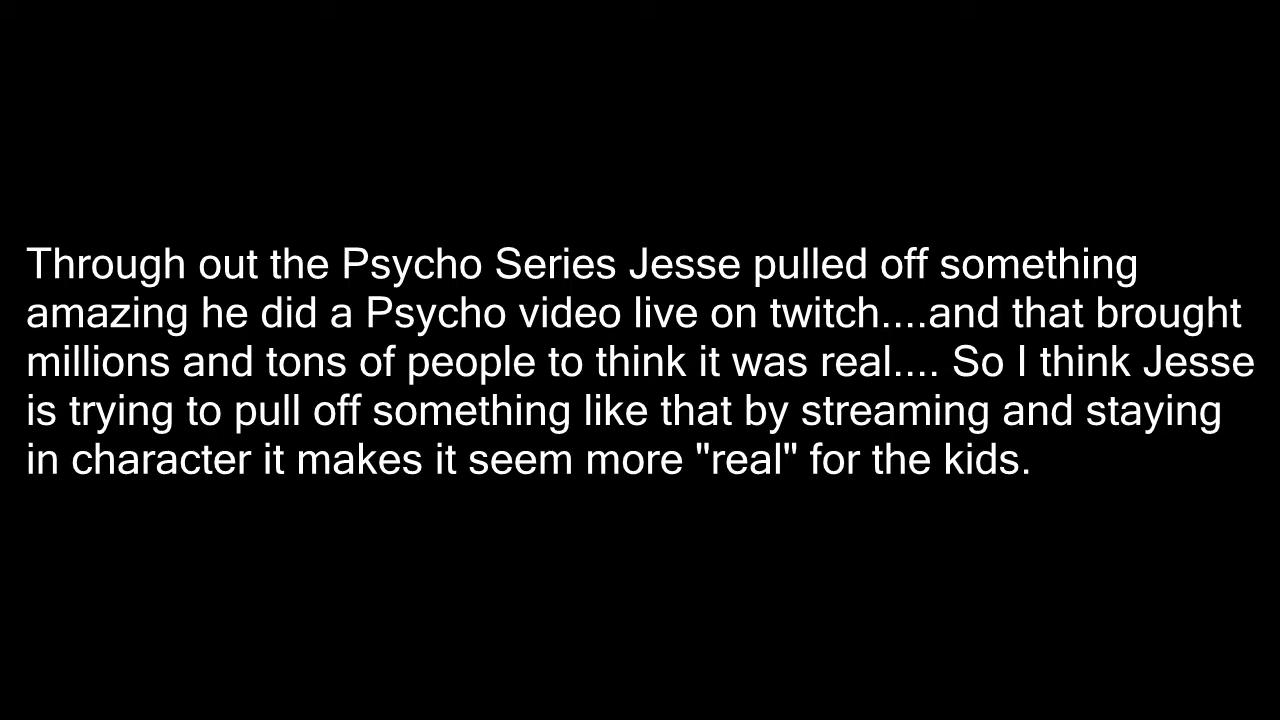 Through out the Psycho Series Jesse pulled off something
amazing he did a Psycho video live on twitch....and that brought
millions and tons of people to think it was real.... So I think Jesse
is trying to pull off something like that by streaming and staying
in character it makes it seem more "real" for the kids.